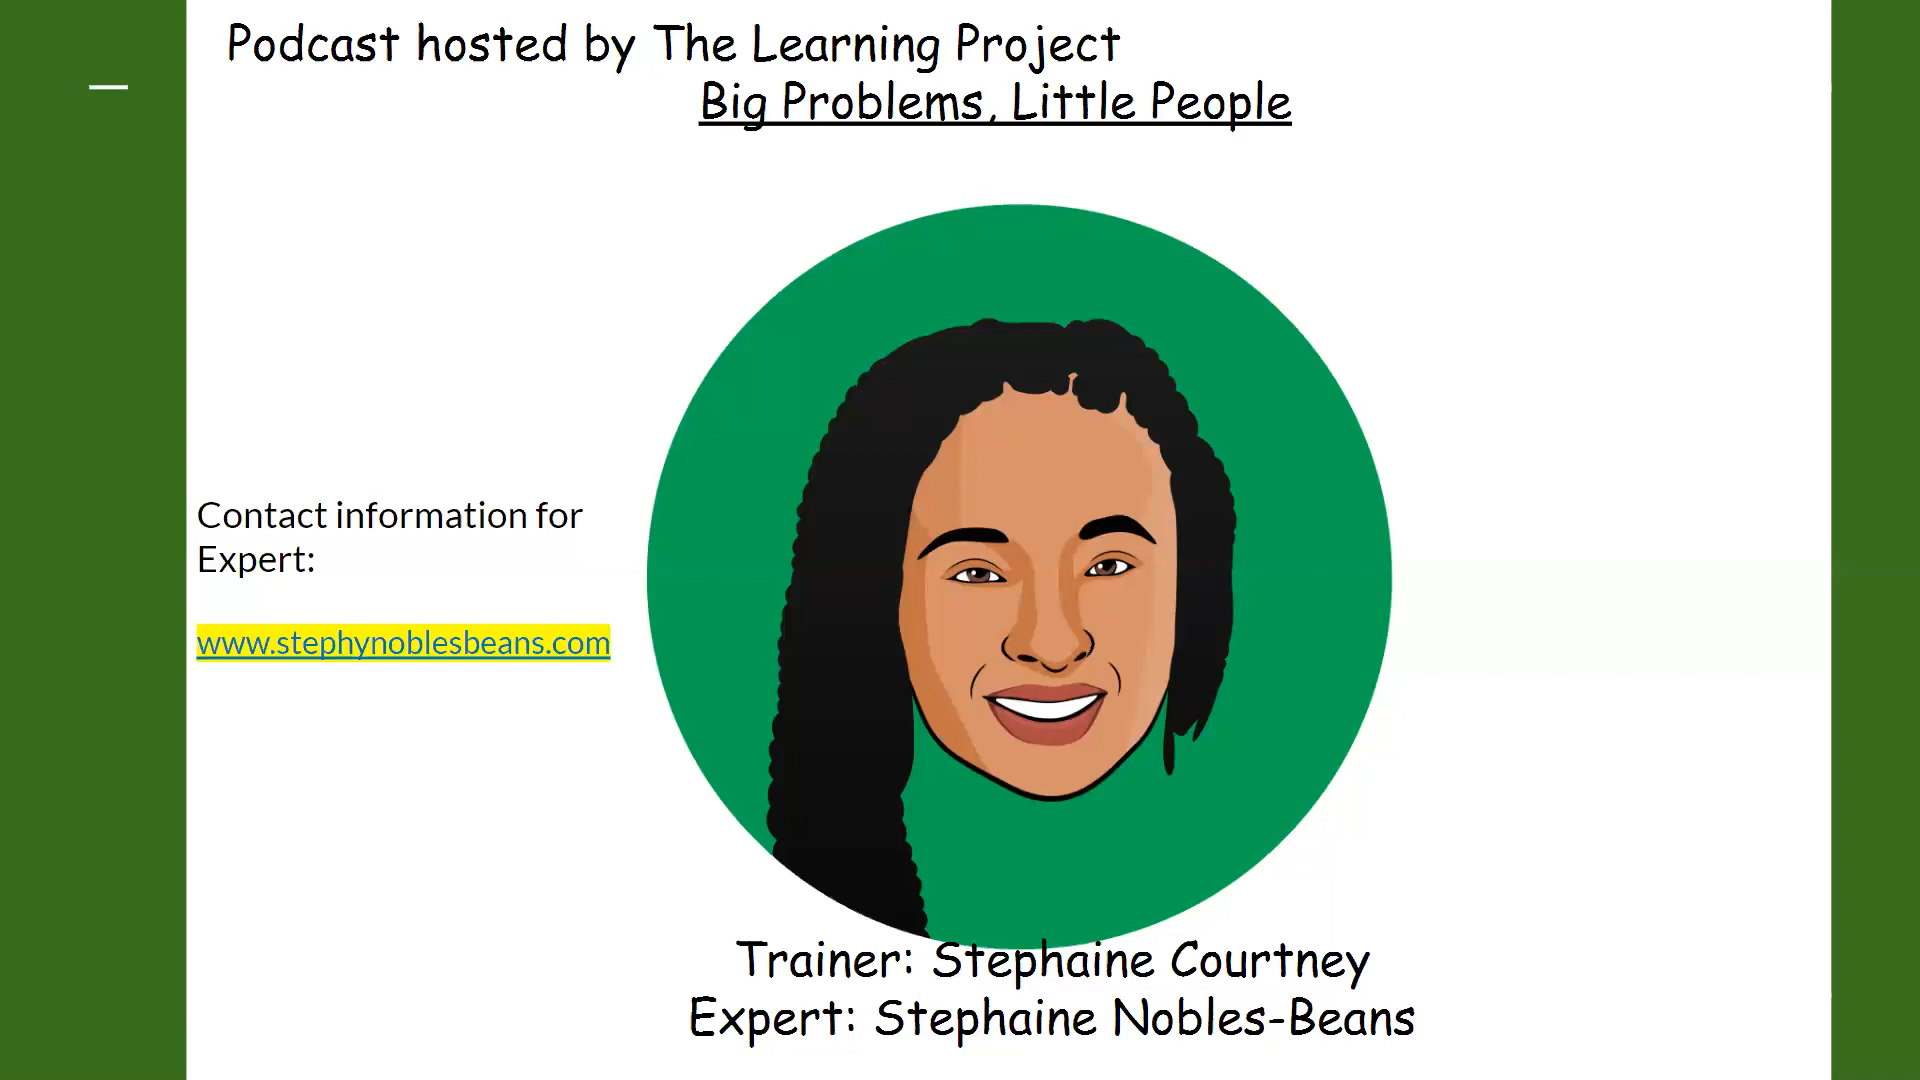 Podcast hosted by The Learning Project
Big Problems, Little People
Contact information for
Expert:
www.stephynoblesbeans.com
Trainer: Stephaine Courtney
Expert: Stephaine Nobles-Beans